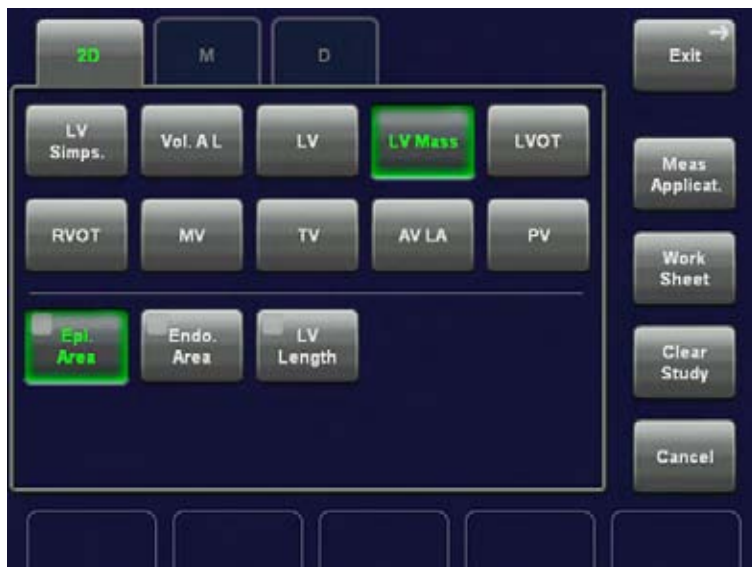 2D
M
D
Exit
LV
Simps.
Vol. A L
LV
LV Mass
LVOT
Meas
Applicat.
RVOT
MV
TV
AV LA
PV
Work
Sheet
Epi.
Area
Endo.
Area
LV
Length
Clear
Study
Cancel